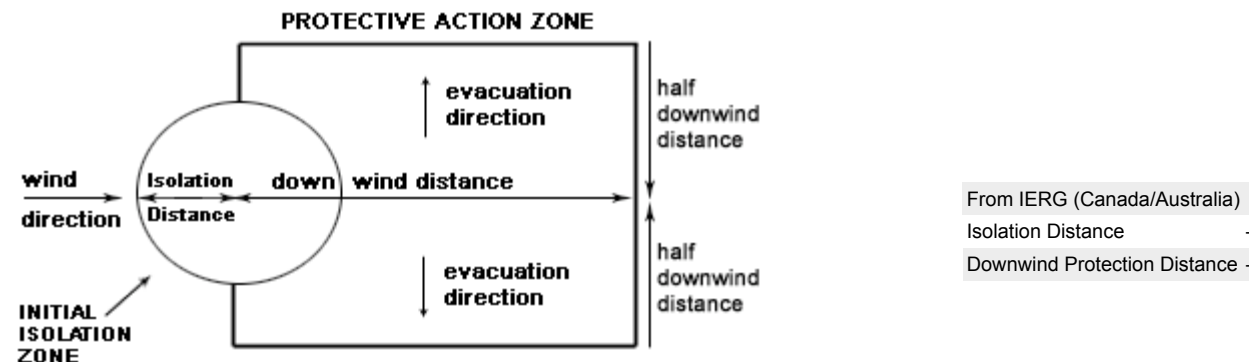 PROTECTIVE ACTION ZONE
evacuation
direction
half
downwind
distance
wind
direction
Isolation
Distance
down wind distance
evacuation
direction
half
downwind
distance
INITIAL
ISOLATION
ZONE
From IERG (Canada/Australia)
Isolation Distance -
Downwind Protection Distance -